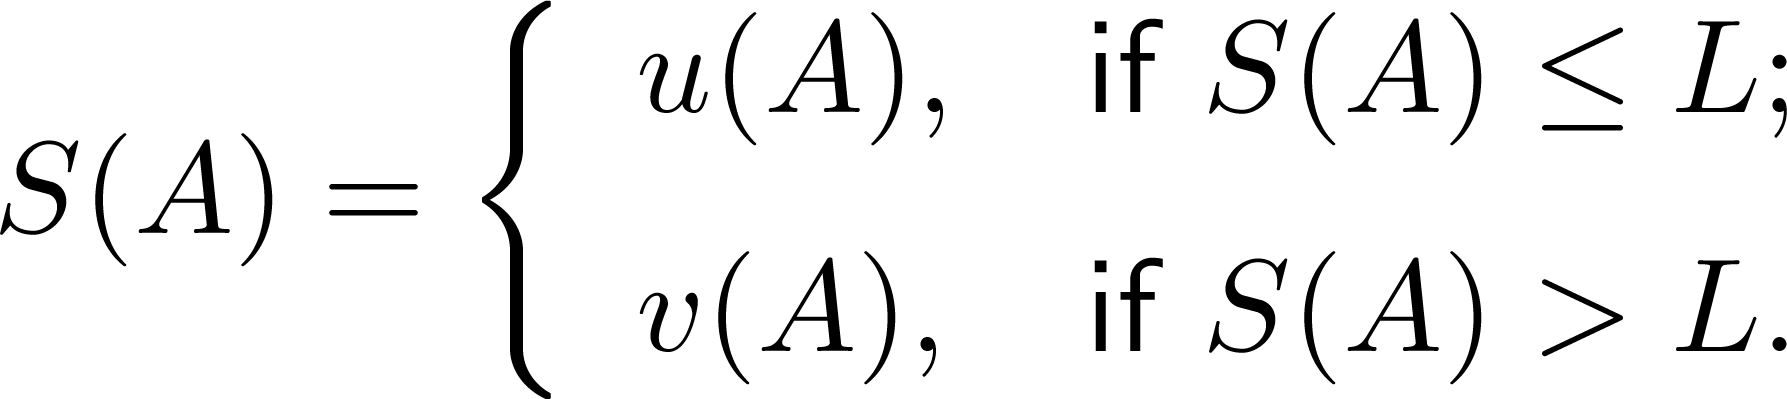 S(A) = { u(A), if S(A) ≤ L;
v(A), if S(A) > L.